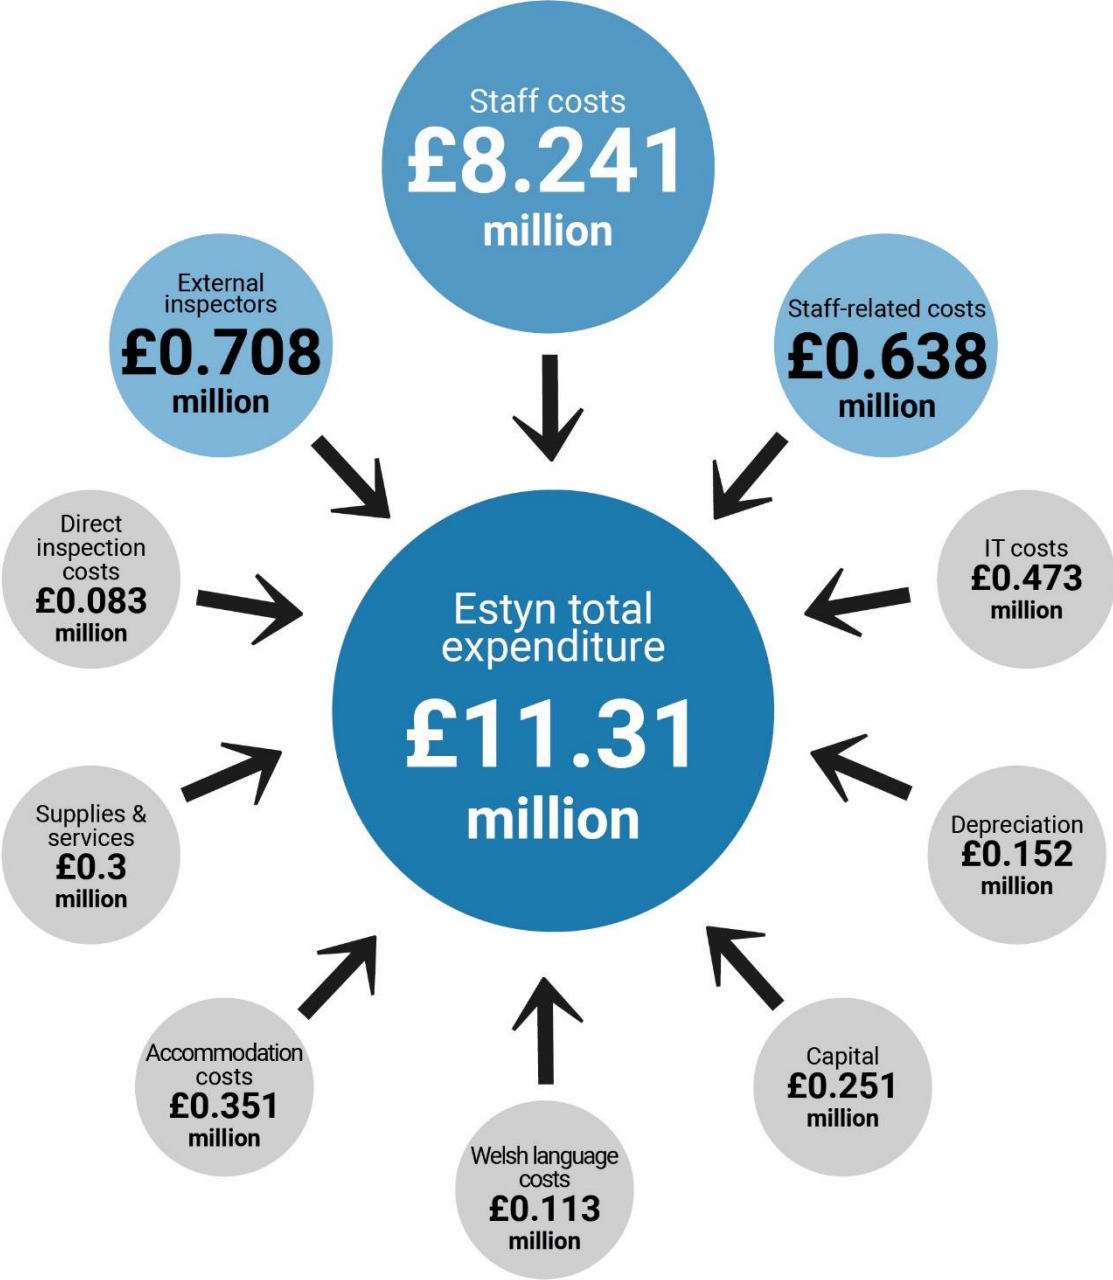 Staff costs
£8.241
million
External
inspectors
£0.708
million
Staff-related costs
£0.638
million
Direct
inspection
costs
£0.083
million
IT costs
£0.473
million
Estyn total
expenditure
£11.31
million
Supplies &
services
£0.3
million
Depreciation
£0.152
million
Accommodation
costs
£0.351
million
Capital
£0.251
million
Welsh language
costs
£0.113
million